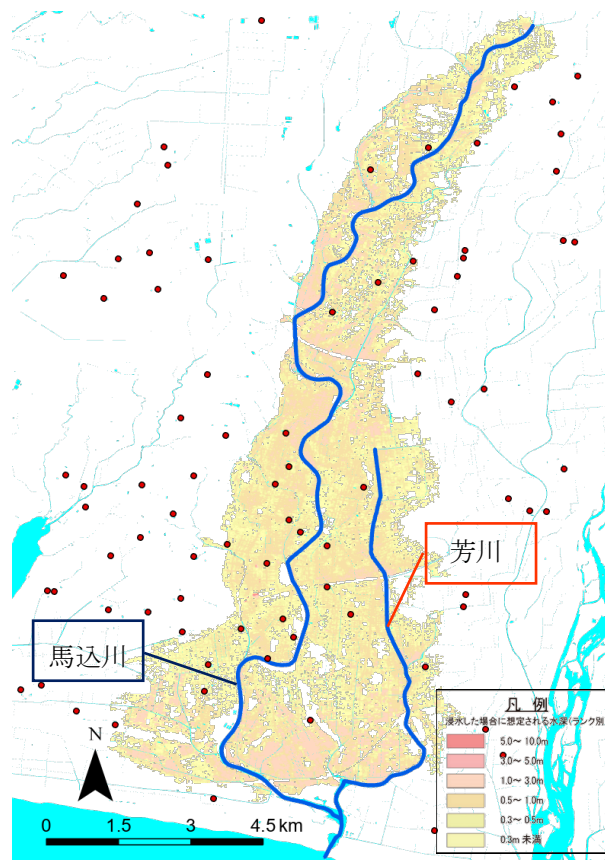 芳川
馬込川
N
0 1.5 3 4.5 km
凡 例
浸水した場合に想定される水深(ランク別)
5.0～ 10.0m
3.0～ 5.0m
1.0～ 3.0m
0.5～ 1.0m
0.3～ 0.5m
0.3m 未満